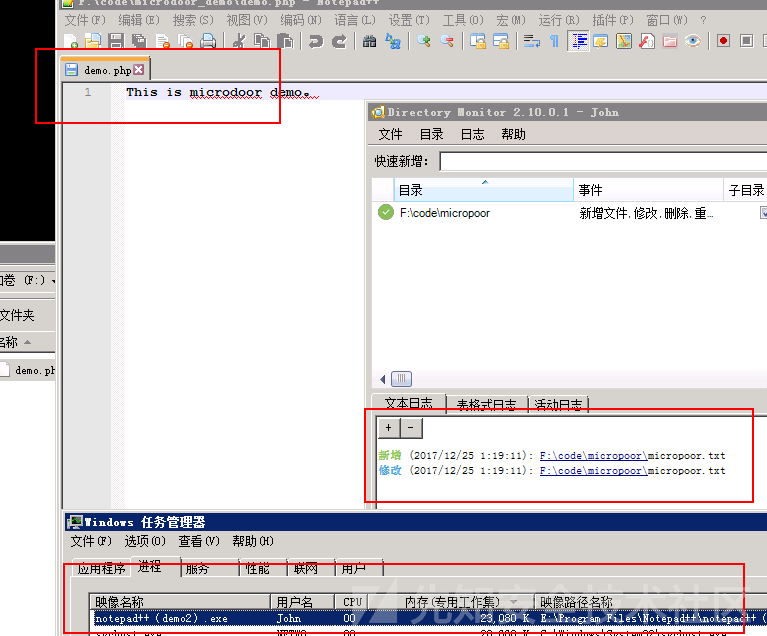 F:\code\microdoor_demo\demo.php - Notepad++
文件(F) 编辑(E) 搜索(S) 视图(V) 编码(N) 语言(L) 设置(T) 工具(O) 宏(M) 运行(R) 插件(P) 窗口(W) ?
demo.php
1 This is microdoor demo。
Directory Monitor 2.10.0.1 - John
文件 目录 日志 帮助
快速新增:
目录 事件 子目录
F:\code\micropoor 新增文件,修改,删除,重...
卷 (F:)
文件夹
名称
demo.ph
文本日志 表格式日志 活动日志
+ -
新增 (2017/12/25 1:19:11): F:\code\micropoor\micropoor.txt
修改 (2017/12/25 1:19:11): F:\code\micropoor\micropoor.txt
Windows 任务管理器
文件(F) 选项(O) 查看(V) 帮助(H)
应用程序 进程 服务 性能 联网 用户
映像名称 用户名 CPU 内存(专用工作集) 映像路径名称
notepad++ (demo2).exe John 00 23,080 K E:\Program Files\Notepad++\notepad++ (
先知安全技术社区